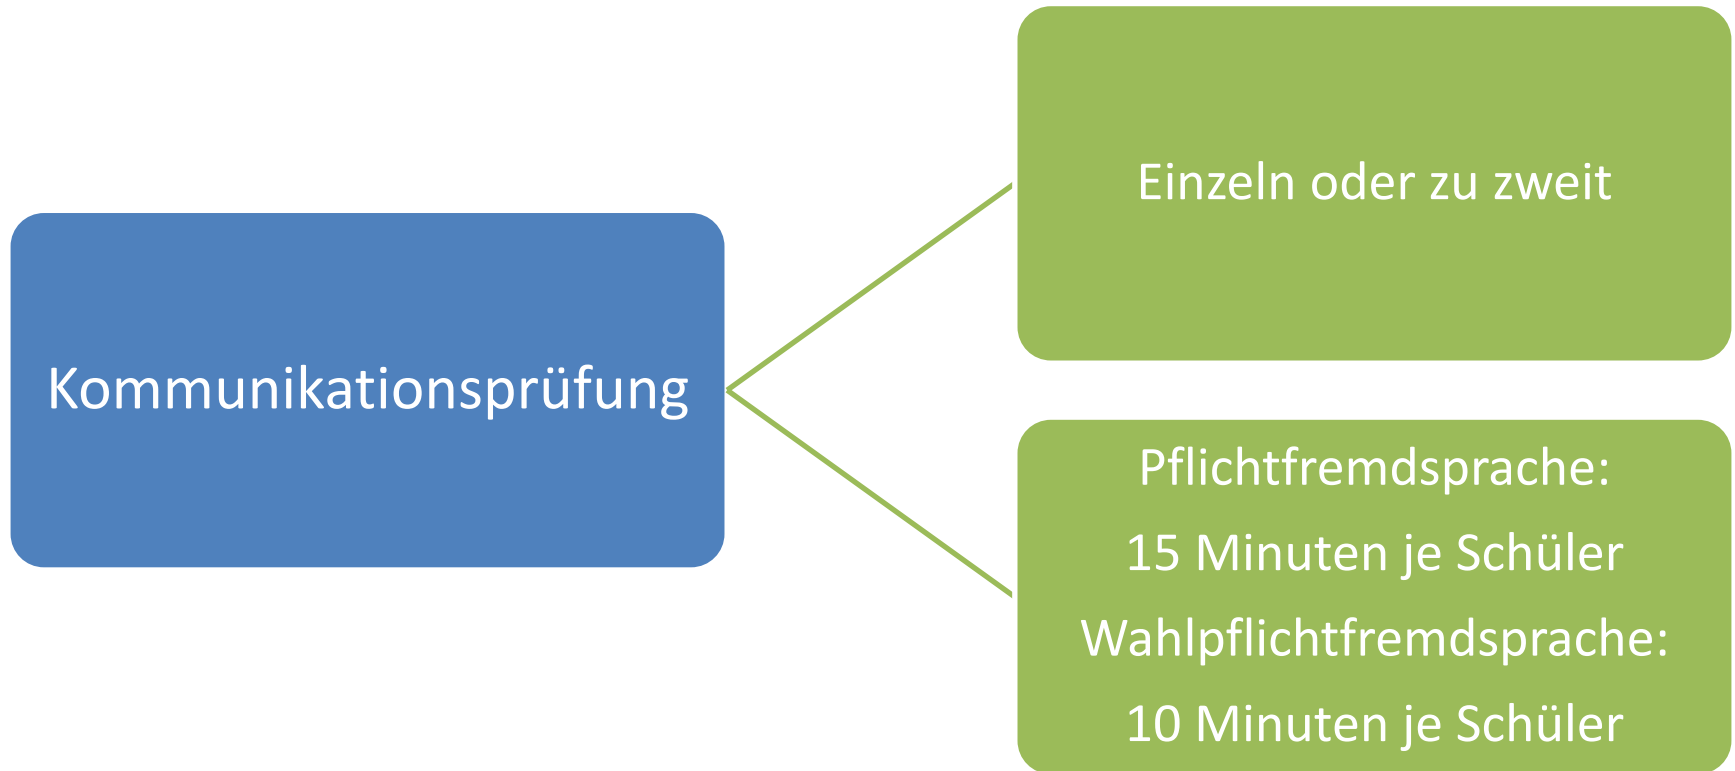 Kommunikationsprüfung
Einzeln oder zu zweit
Pflichtfremdsprache:
15 Minuten je Schüler
Wahlpflichtfremdsprache:
10 Minuten je Schüler